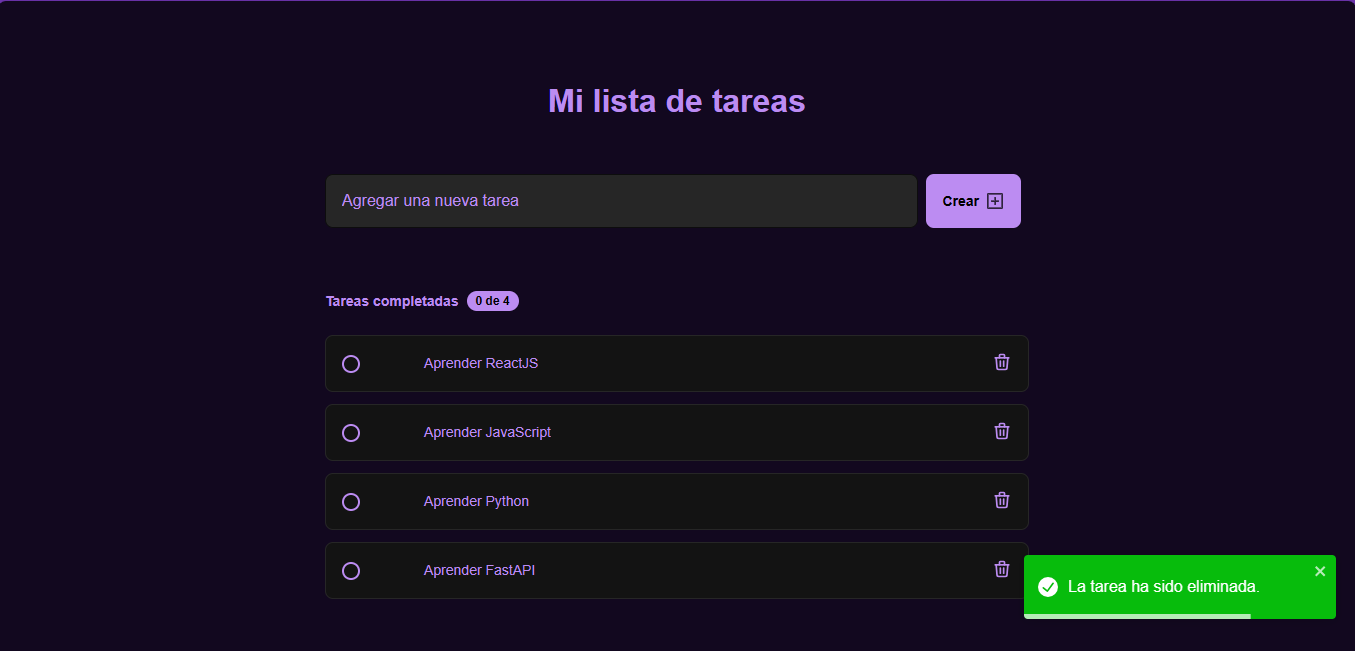 Mi lista de tareas
Agregar una nueva tarea
Crear
Tareas completadas 0 de 4
Aprender ReactJS
Aprender JavaScript
Aprender Python
Aprender FastAPI
La tarea ha sido eliminada.